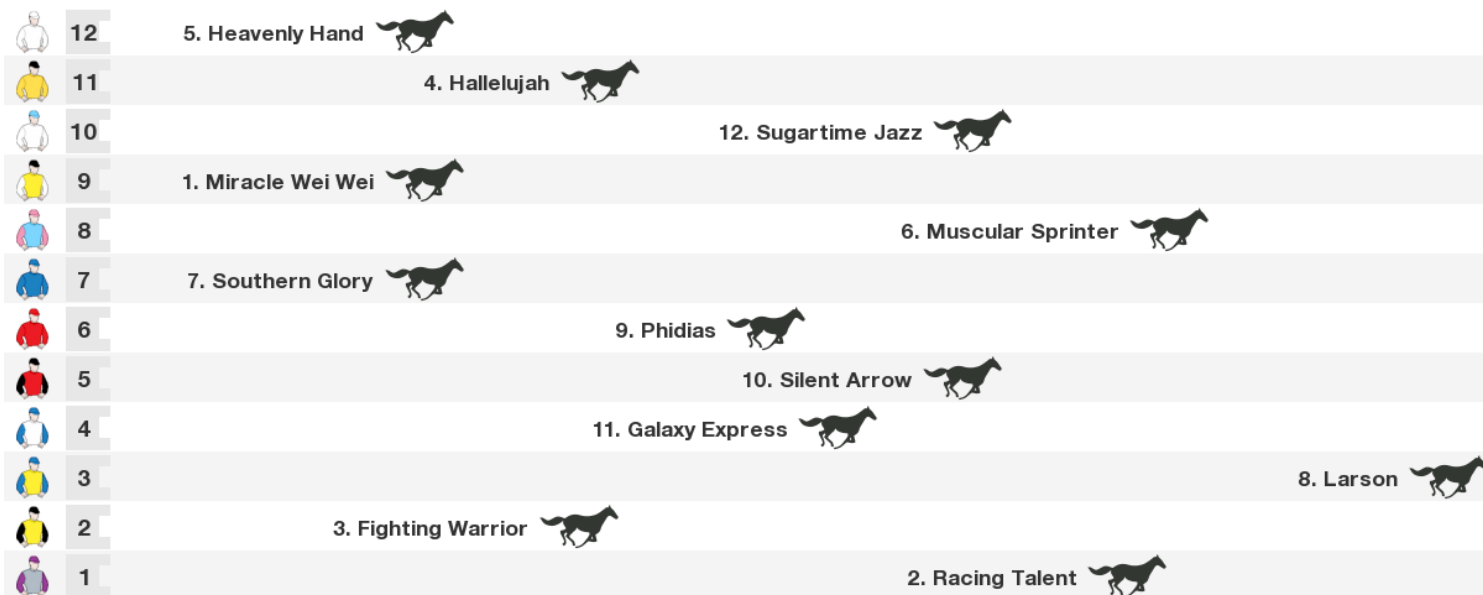 12 5. Heavenly Hand
11 4. Hallelujah
10 12. Sugartime Jazz
9 1. Miracle Wei Wei
8 6. Muscular Sprinter
7 7. Southern Glory
6 9. Phidias
5 10. Silent Arrow
4 11. Galaxy Express
3 8. Larson
2 3. Fighting Warrior
1 2. Racing Talent